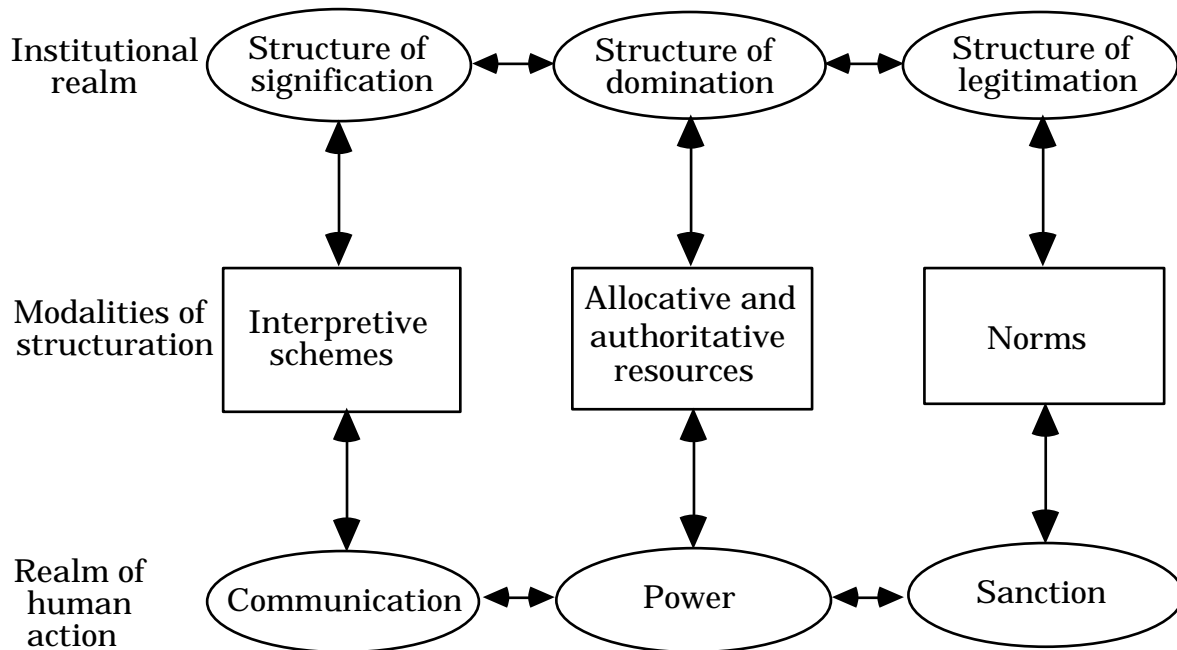 Institutional
realm
Structure of
signification
Structure of
domination
Structure of
legitimation
Modalities of
structuration
Interpretive
schemes
Allocative and
authoritative
resources
Norms
Realm of
human
action
Communication
Power
Sanction